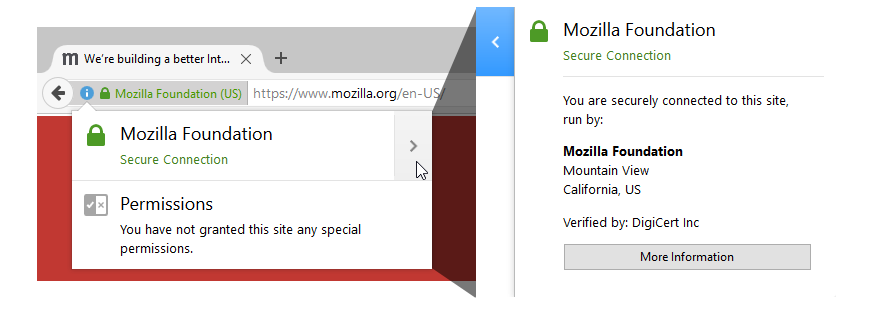 We're building a better Int...
Mozilla Foundation (US)
https://www.mozilla.org/en-US/
Mozilla Foundation
Secure Connection
Permissions
You have not granted this site any special
permissions.
Mozilla Foundation
Secure Connection
You are securely connected to this site,
run by:
Mozilla Foundation
Mountain View
California, US
Verified by: DigiCert Inc
More Information